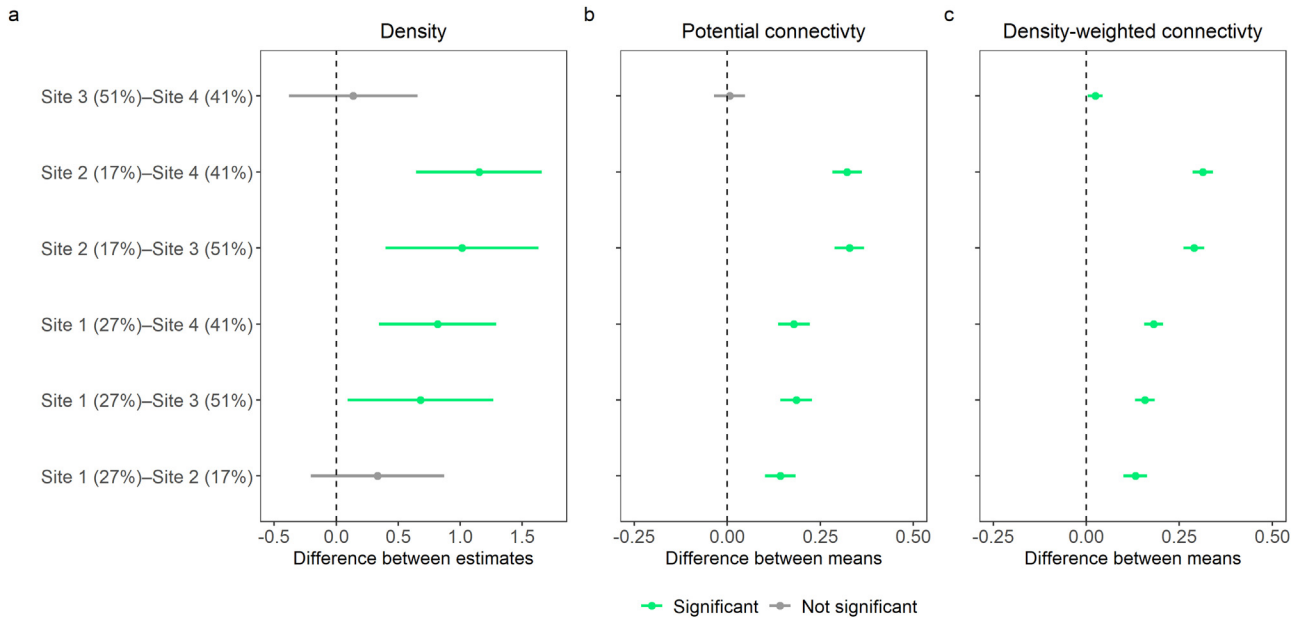 a
b
c
Density
Potential connectivty
Density-weighted connectivty
Site 3 (51%)–Site 4 (41%)
Site 2 (17%)–Site 4 (41%)
Site 2 (17%)–Site 3 (51%)
Site 1 (27%)–Site 4 (41%)
Site 1 (27%)–Site 3 (51%)
Site 1 (27%)–Site 2 (17%)
-0.5 0.0 0.5 1.0 1.5
-0.25 0.00 0.25 0.50
-0.25 0.00 0.25 0.50
Difference between estimates
Difference between means
Difference between means
Significant
Not significant